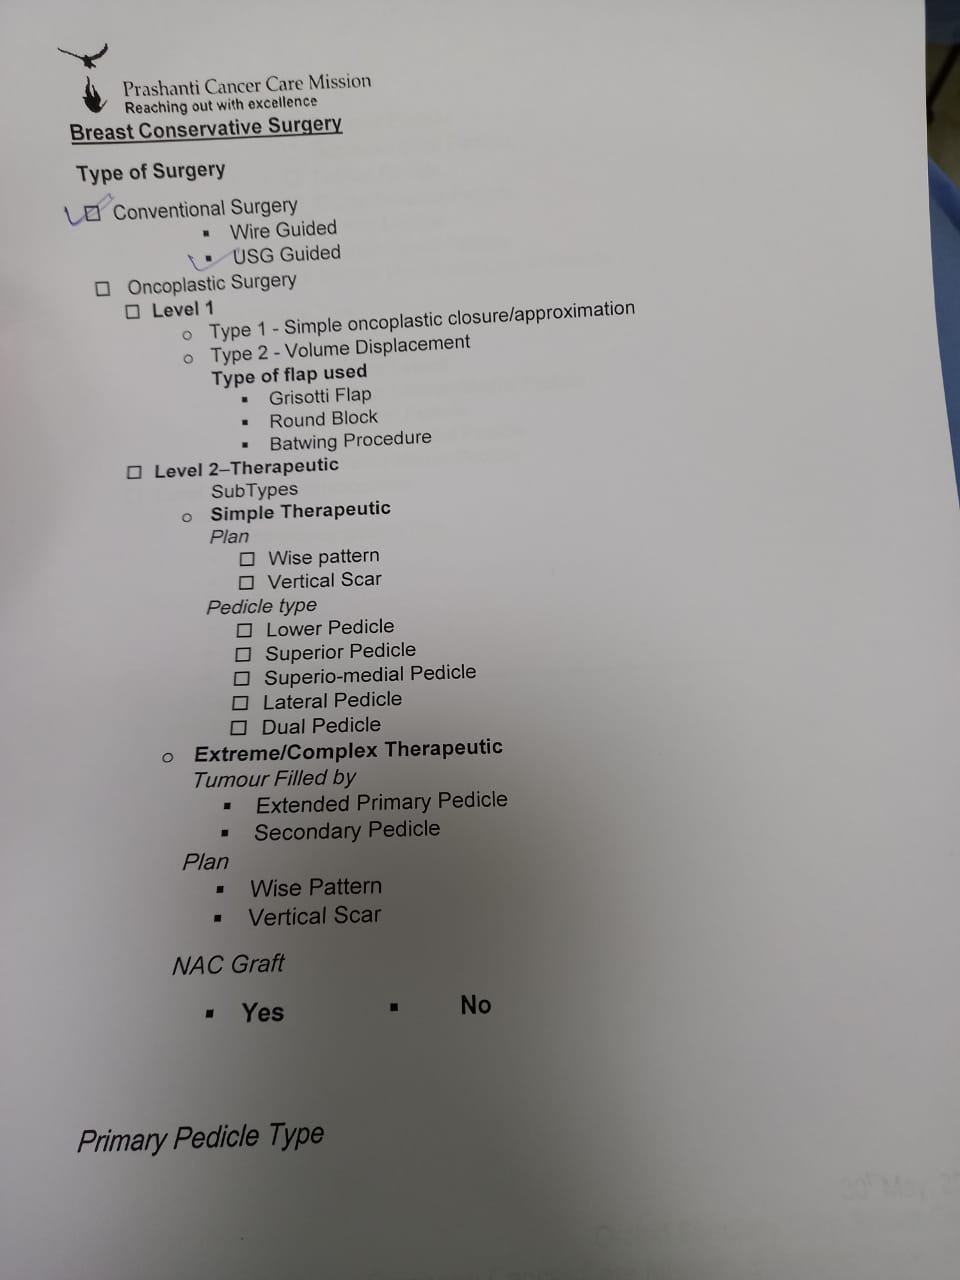 Prashanti Cancer Care Mission
Reaching out with excellence
Breast Conservative Surgery
Type of Surgery
☐ Conventional Surgery
▪ Wire Guided
▪ USG Guided
☐ Oncoplastic Surgery
☐ Level 1
○ Type 1 - Simple oncoplastic closure/approximation
○ Type 2 - Volume Displacement
Type of flap used
▪ Grisotti Flap
▪ Round Block
▪ Batwing Procedure
☐ Level 2–Therapeutic
SubTypes
○ Simple Therapeutic
Plan
☐ Wise pattern
☐ Vertical Scar
Pedicle type
☐ Lower Pedicle
☐ Superior Pedicle
☐ Superio-medial Pedicle
☐ Lateral Pedicle
☐ Dual Pedicle
○ Extreme/Complex Therapeutic
Tumour Filled by
▪ Extended Primary Pedicle
▪ Secondary Pedicle
Plan
▪ Wise Pattern
▪ Vertical Scar
NAC Graft
▪ Yes ▪ No
Primary Pedicle Type